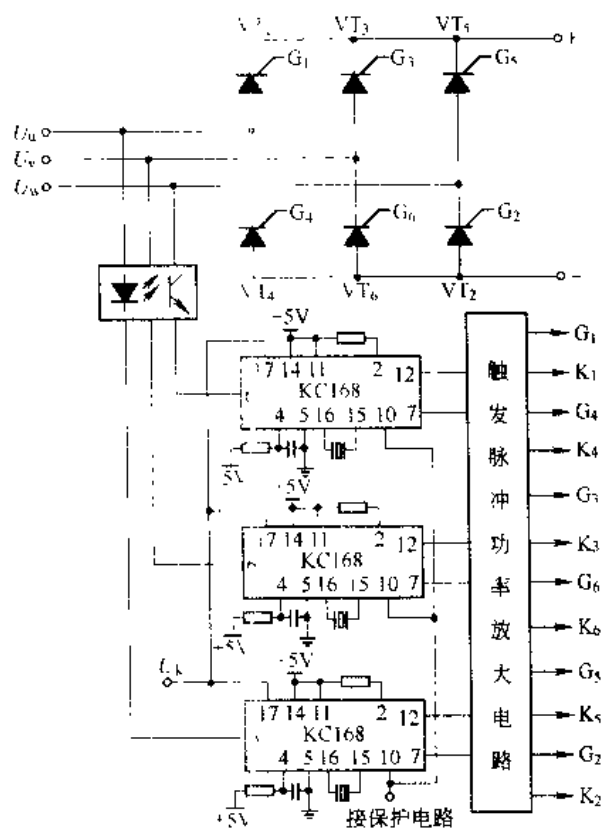 VT₃ VT₅
G₁ G₃ G₅
Uᵤ
Uᵥ
U_w
G₄ G₆ G₂
VT₄ VT₆ VT₂
+5V
17 14 11 2 12
KC168
4 5 16 15 10 7
+5V
+5V
17 14 11 2 12
KC168
4 5 16 15 10 7
+5V
+5V
17 14 11 2 12
KC168
4 5 16 15 10 7
+5V
接保护电路
触发脉冲功率放大电路
G₁
K₁
G₄
K₄
G₃
K₃
G₆
K₆
G₅
K₅
G₂
K₂